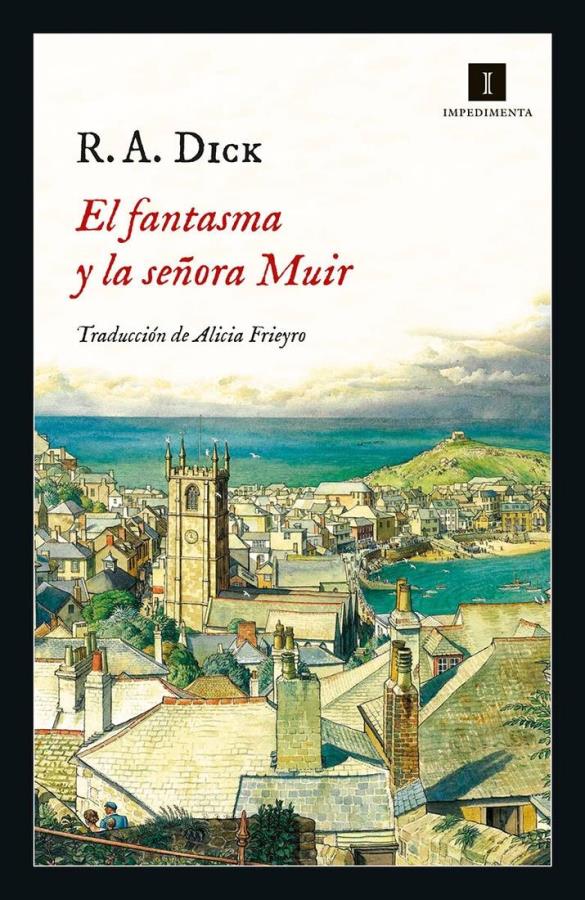 I
IMPEDIMENTA
R. A. Dick
El fantasma
y la señora Muir
Traducción de Alicia Frieyro